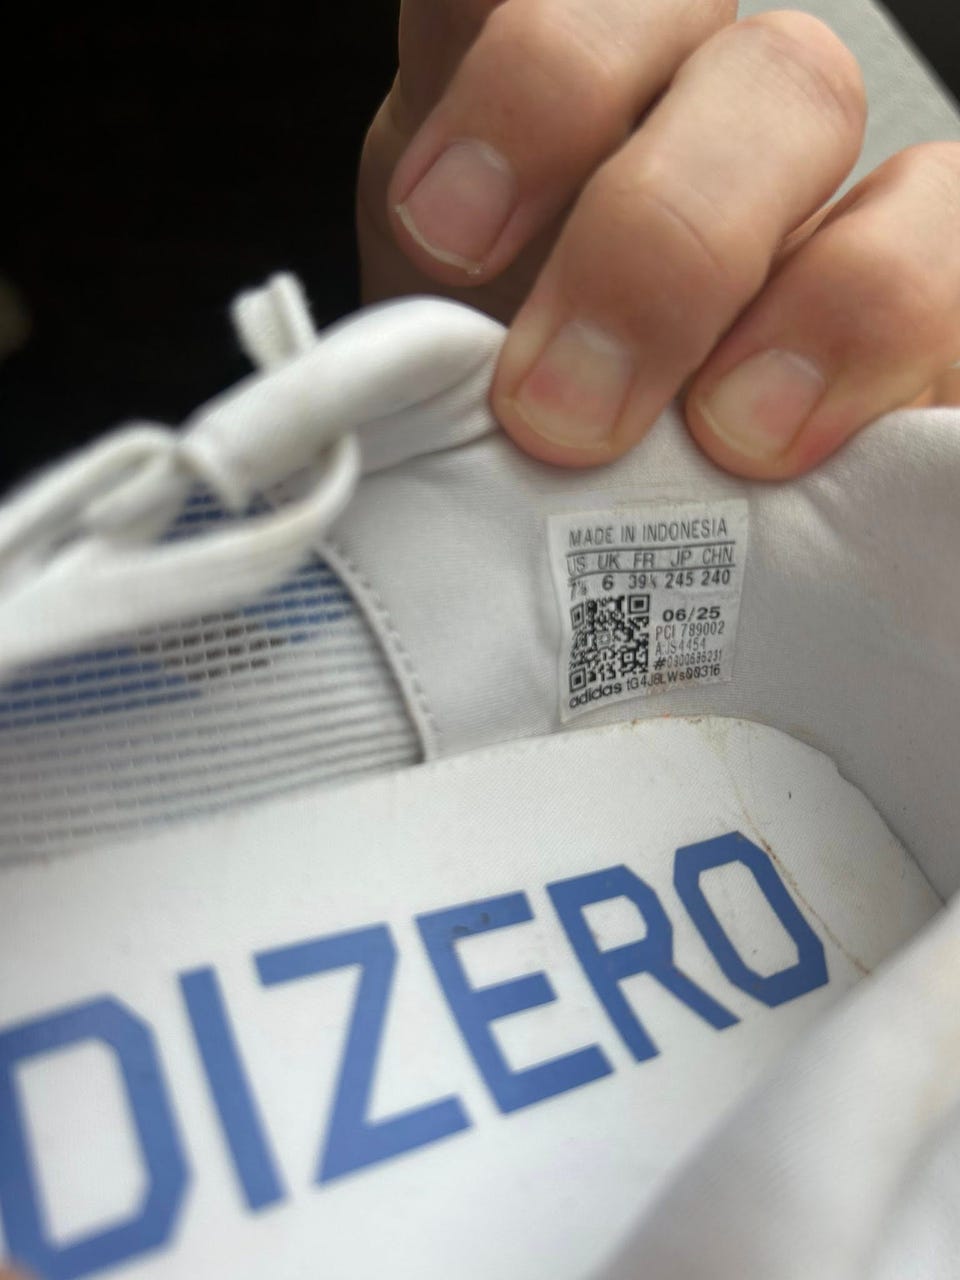 MADE IN INDONESIA
US UK FR JP CHN
7½ 6 39⅓ 245 240
06/25
PCI 789002
#0300686231
adidas
DIZERO